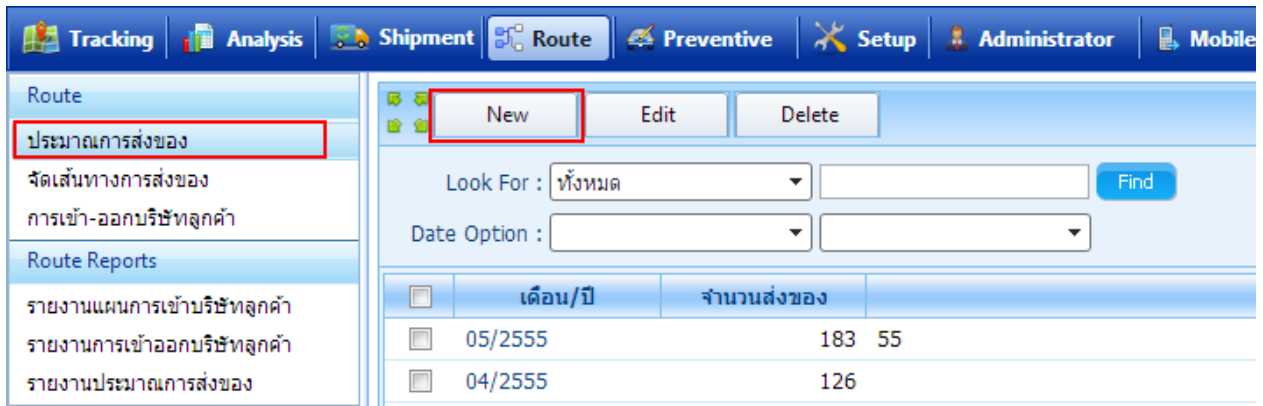 Tracking Analysis Shipment Route Preventive Setup Administrator Mobile
Route
ประมาณการส่งของ
จัดเส้นทางการส่งของ
การเข้า-ออกบริษัทลูกค้า
Route Reports
รายงานแผนการเข้าบริษัทลูกค้า
รายงานการเข้าออกบริษัทลูกค้า
รายงานประมาณการส่งของ
New Edit Delete
Look For : ทั้งหมด Find
Date Option :
เดือน/ปี จำนวนส่งของ
05/2555 183 55
04/2555 126